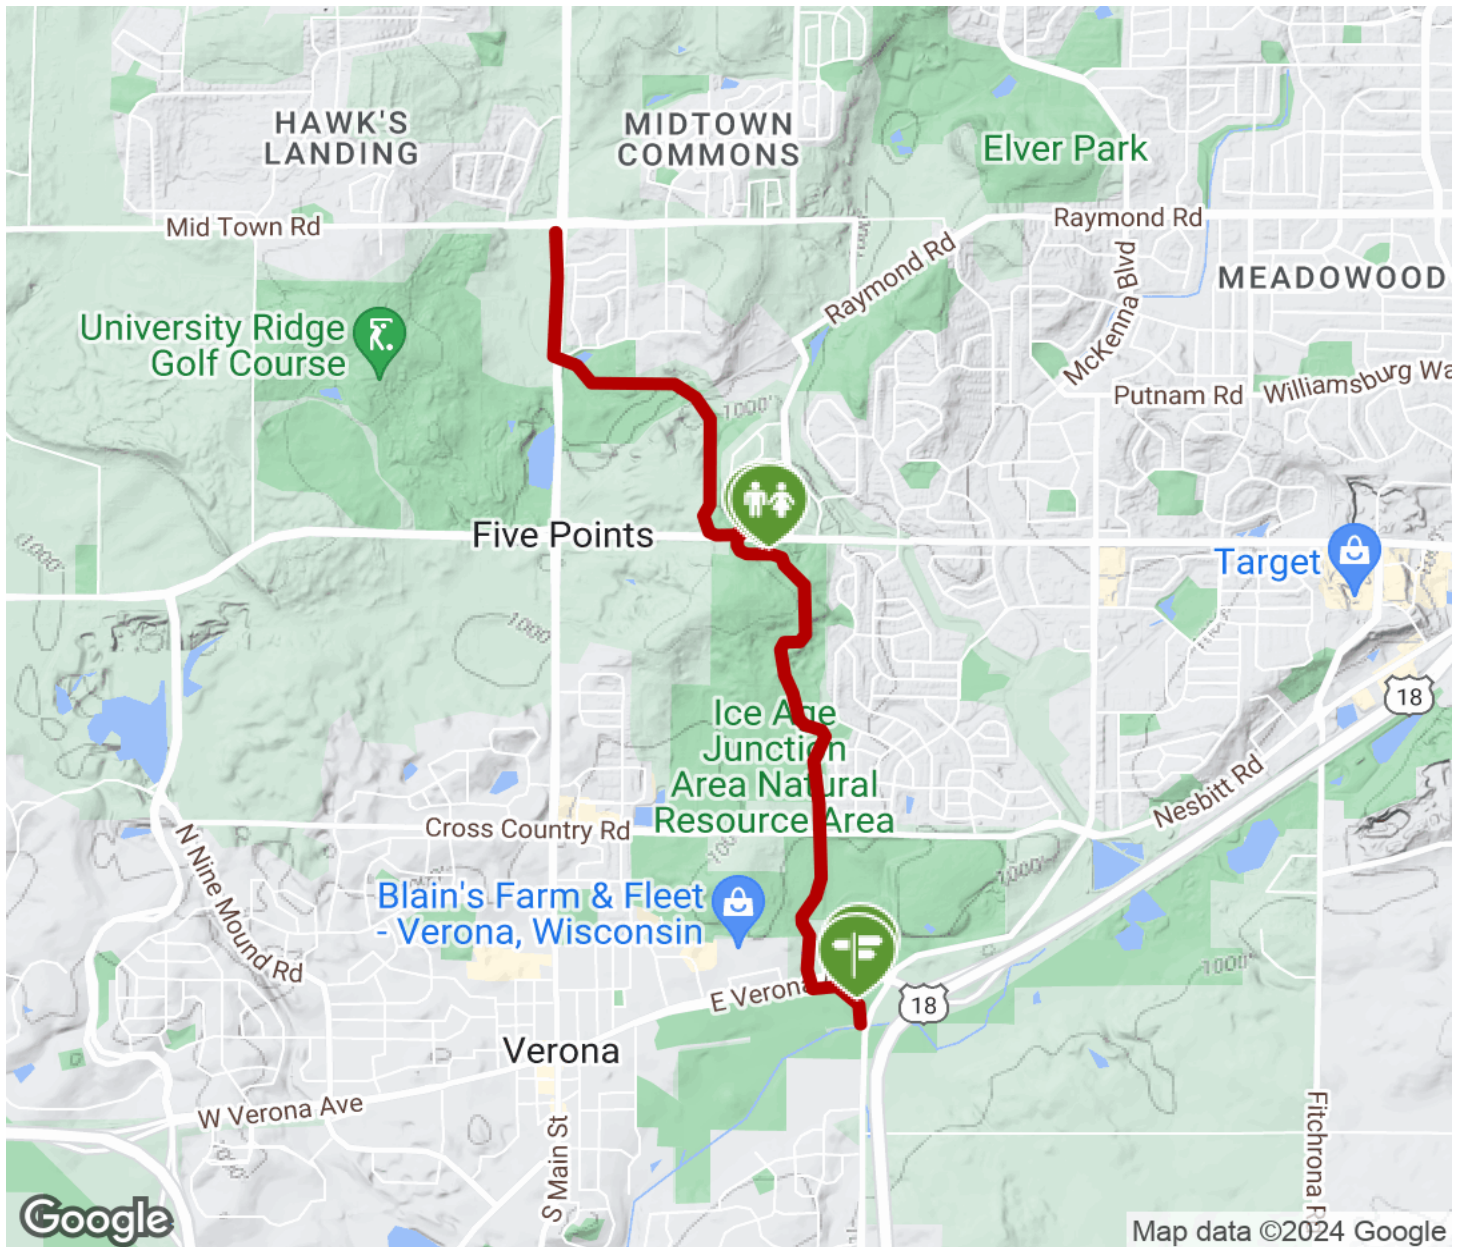 HAWK'S
LANDING
MIDTOWN
COMMONS
Elver Park
Mid Town Rd
Raymond Rd
Raymond Rd
McKenna Blvd
MEADOWOOD
University Ridge
Golf Course
Putnam Rd
Williamsburg Wa
1000'
Five Points
1000'
Target
1000'
18
Ice Age
Junction
Area Natural
Resource Area
Nesbitt Rd
Cross Country Rd
N Nine Mound Rd
1000'
Blain's Farm & Fleet
- Verona, Wisconsin
1000'
E Verona
18
Verona
W Verona Ave
S Main St
Fitchrona R
Google
Map data ©2024 Google